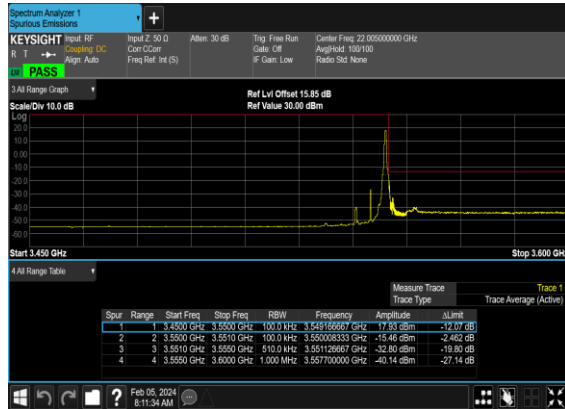 Spectrum Analyzer 1
Spurious Emissions
+
KEYSIGHT Input: RF Input Z: 50 Ω Atten: 30 dB Trig: Free Run Center Freq: 22.005000000 GHz
R T Coupling: DC Corr CCorr Gate: Off Avg|Hold: 100/100
Align: Auto Freq Ref: Int (S) IF Gain: Low Radio Std: None
PASS
3 All Range Graph
Ref Lvl Offset 15.85 dB
Scale/Div 10.0 dB Ref Value 30.00 dBm
Log
20.0
10.0
0.00
-10.0
-20.0
-30.0
-40.0
-50.0
-60.0
Start 3.450 GHz Stop 3.600 GH
4 All Range Table
Measure Trace Trace 1
Trace Type Trace Average (Active)
Spur Range Start Freq Stop Freq RBW Frequency Amplitude ΔLimit
1 1 3.4500 GHz 3.5500 GHz 100.0 kHz 3.549166667 GHz 17.93 dBm -12.07 dB
2 2 3.5500 GHz 3.5510 GHz 100.0 kHz 3.550008333 GHz -15.46 dBm -2.462 dB
3 3 3.5510 GHz 3.5550 GHz 510.0 kHz 3.551126667 GHz -32.80 dBm -19.80 dB
4 4 3.5550 GHz 3.6000 GHz 1.000 MHz 3.557700000 GHz -40.14 dBm -27.14 dB
? Feb 05, 2024
8:11:34 AM